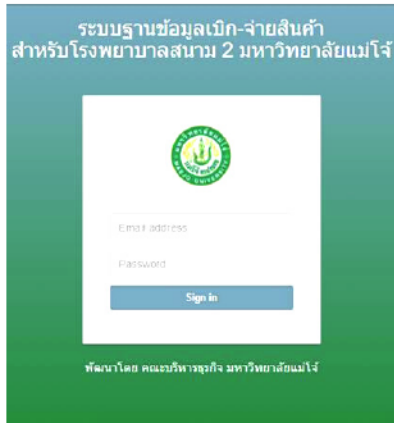 ระบบฐานข้อมูลเบิก-จ่ายสินค้า
สำหรับโรงพยาบาลสนาม 2 มหาวิทยาลัยแม่โจ้
Email address
Password
Sign in
พัฒนาโดย คณะบริหารธุรกิจ มหาวิทยาลัยแม่โจ้